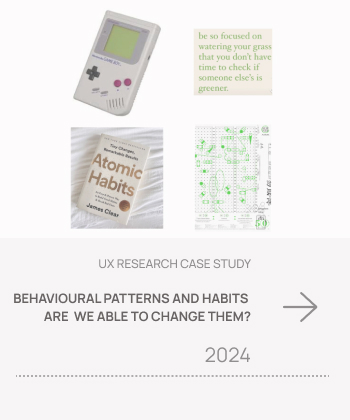 be so focused on
watering your grass
that you don't have
time to check if
someone else's is
greener.
Tiny Changes,
Remarkable Results
Atomic
Habits
James Clear
UX RESEARCH CASE STUDY
BEHAVIOURAL PATTERNS AND HABITS
ARE WE ABLE TO CHANGE THEM?
2024